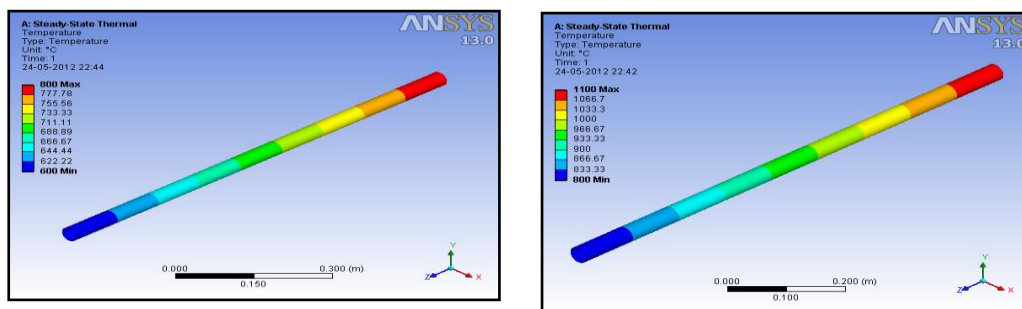 A: Steady-State Thermal
Temperature
Type: Temperature
Unit: °C
Time: 1
24-05-2012 22:44
800 Max
777.78
755.56
733.33
711.11
688.89
666.67
644.44
622.22
600 Min
ANSYS
13.0
0.000
0.300 (m)
0.150
Y
Z
X
A: Steady-State Thermal
Temperature
Type: Temperature
Unit: °C
Time: 1
24-05-2012 22:42
1100 Max
1066.7
1033.3
1000
966.67
933.33
900
866.67
833.33
800 Min
ANSYS
13.0
0.000
0.200 (m)
0.100
Y
Z
X